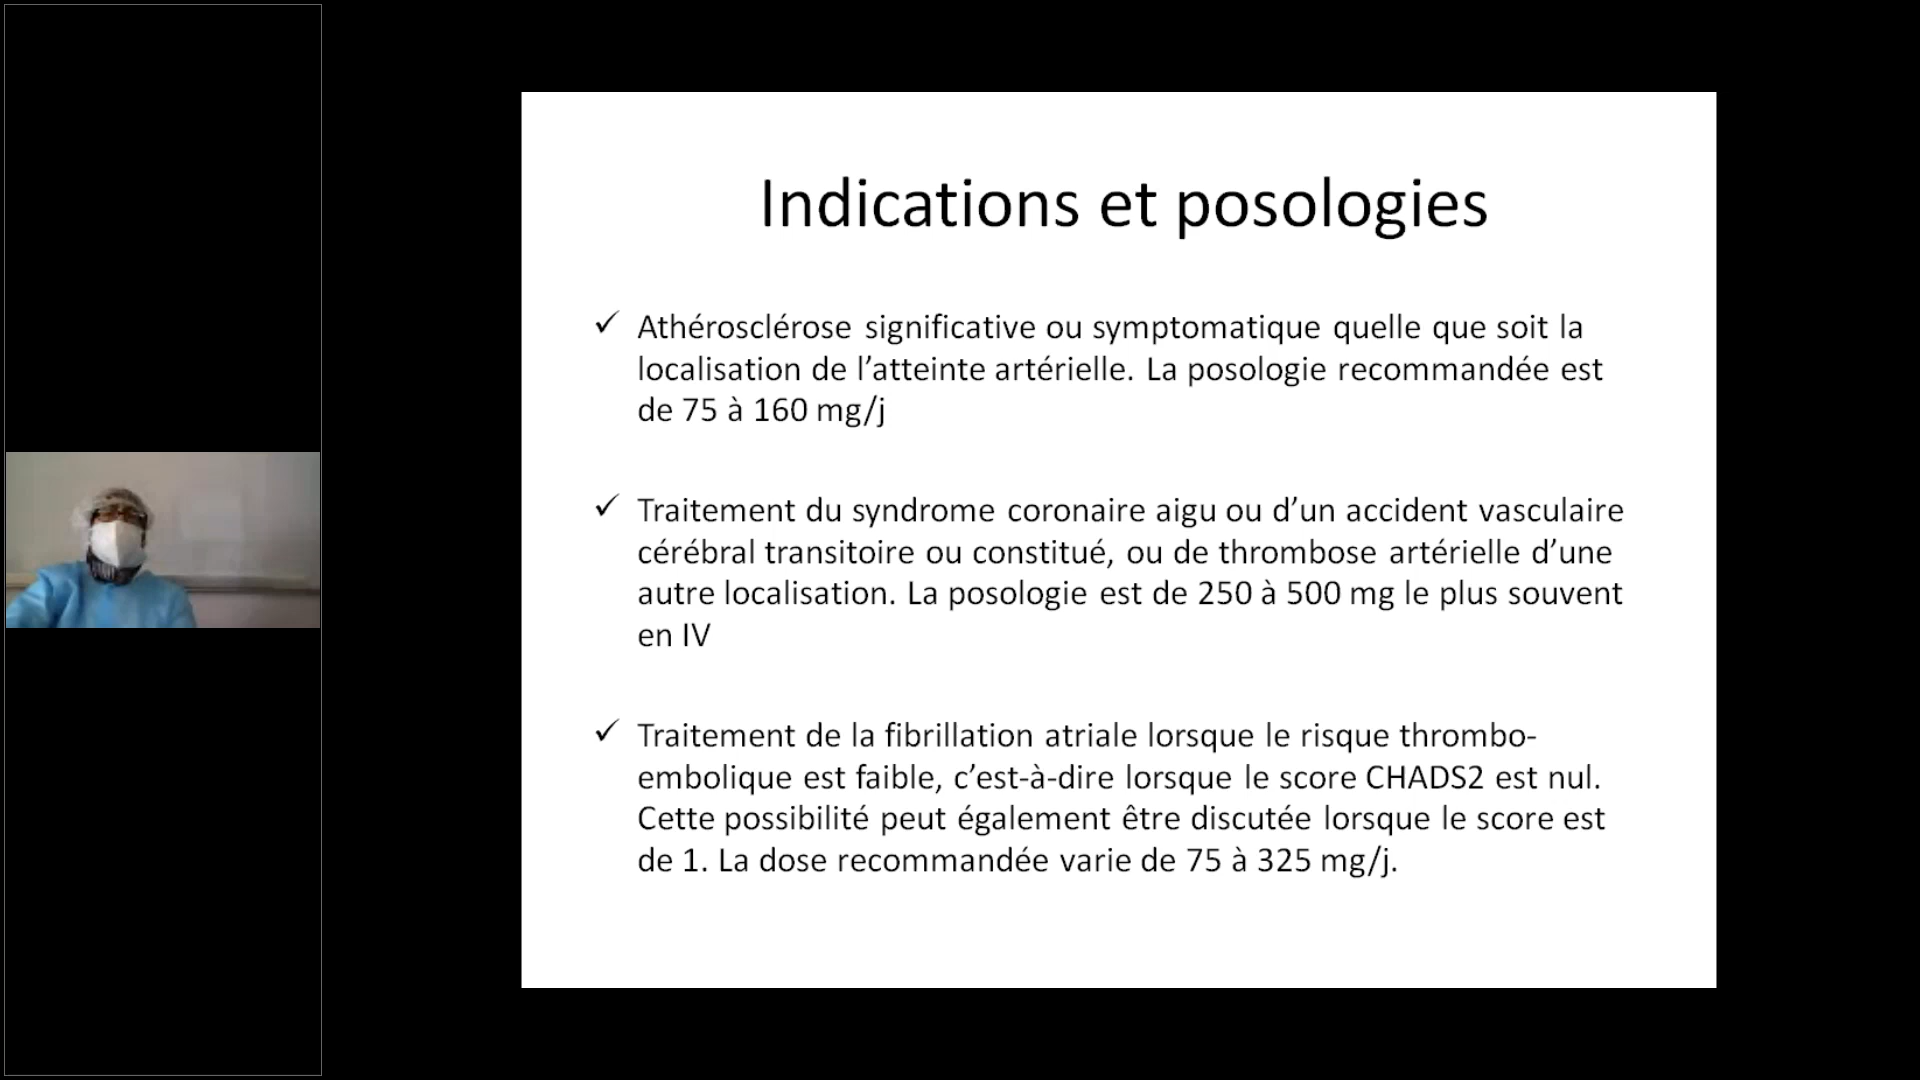 Indications et posologies
✓ Athérosclérose significative ou symptomatique quelle que soit la
localisation de l’atteinte artérielle. La posologie recommandée est
de 75 à 160 mg/j
✓ Traitement du syndrome coronaire aigu ou d’un accident vasculaire
cérébral transitoire ou constitué, ou de thrombose artérielle d’une
autre localisation. La posologie est de 250 à 500 mg le plus souvent
en IV
✓ Traitement de la fibrillation atriale lorsque le risque thrombo-
embolique est faible, c’est-à-dire lorsque le score CHADS2 est nul.
Cette possibilité peut également être discutée lorsque le score est
de 1. La dose recommandée varie de 75 à 325 mg/j.